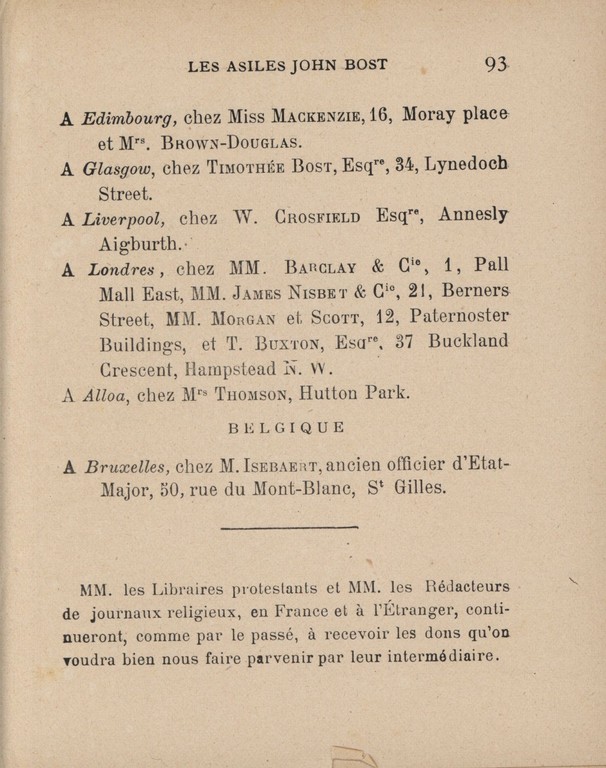 LES ASILES JOHN BOST 93
A Edimbourg, chez Miss MACKENZIE, 16, Moray place
et Mrs. BROWN-DOUGLAS.
A Glasgow, chez TIMOTHÉE BOST, Esqre, 34, Lynedoch
Street.
A Liverpool, chez W. CROSFIELD Esqre, Annesly
Aigburth.
A Londres, chez MM. BARCLAY & Cie, 1, Pall
Mall East, MM. JAMES NISBET & Cie, 21, Berners
Street, MM. MORGAN et SCOTT, 12, Paternoster
Buildings, et T. BUXTON, Esqre, 37 Buckland
Crescent, Hampstead N. W.
A Alloa, chez Mrs THOMSON, Hutton Park.
BELGIQUE
A Bruxelles, chez M. ISEBAERT, ancien officier d'Etat-
Major, 50, rue du Mont-Blanc, St Gilles.
MM. les Libraires protestants et MM. les Rédacteurs
de journaux religieux, en France et à l'Étranger, conti-
nueront, comme par le passé, à recevoir les dons qu'on
voudra bien nous faire parvenir par leur intermédiaire.